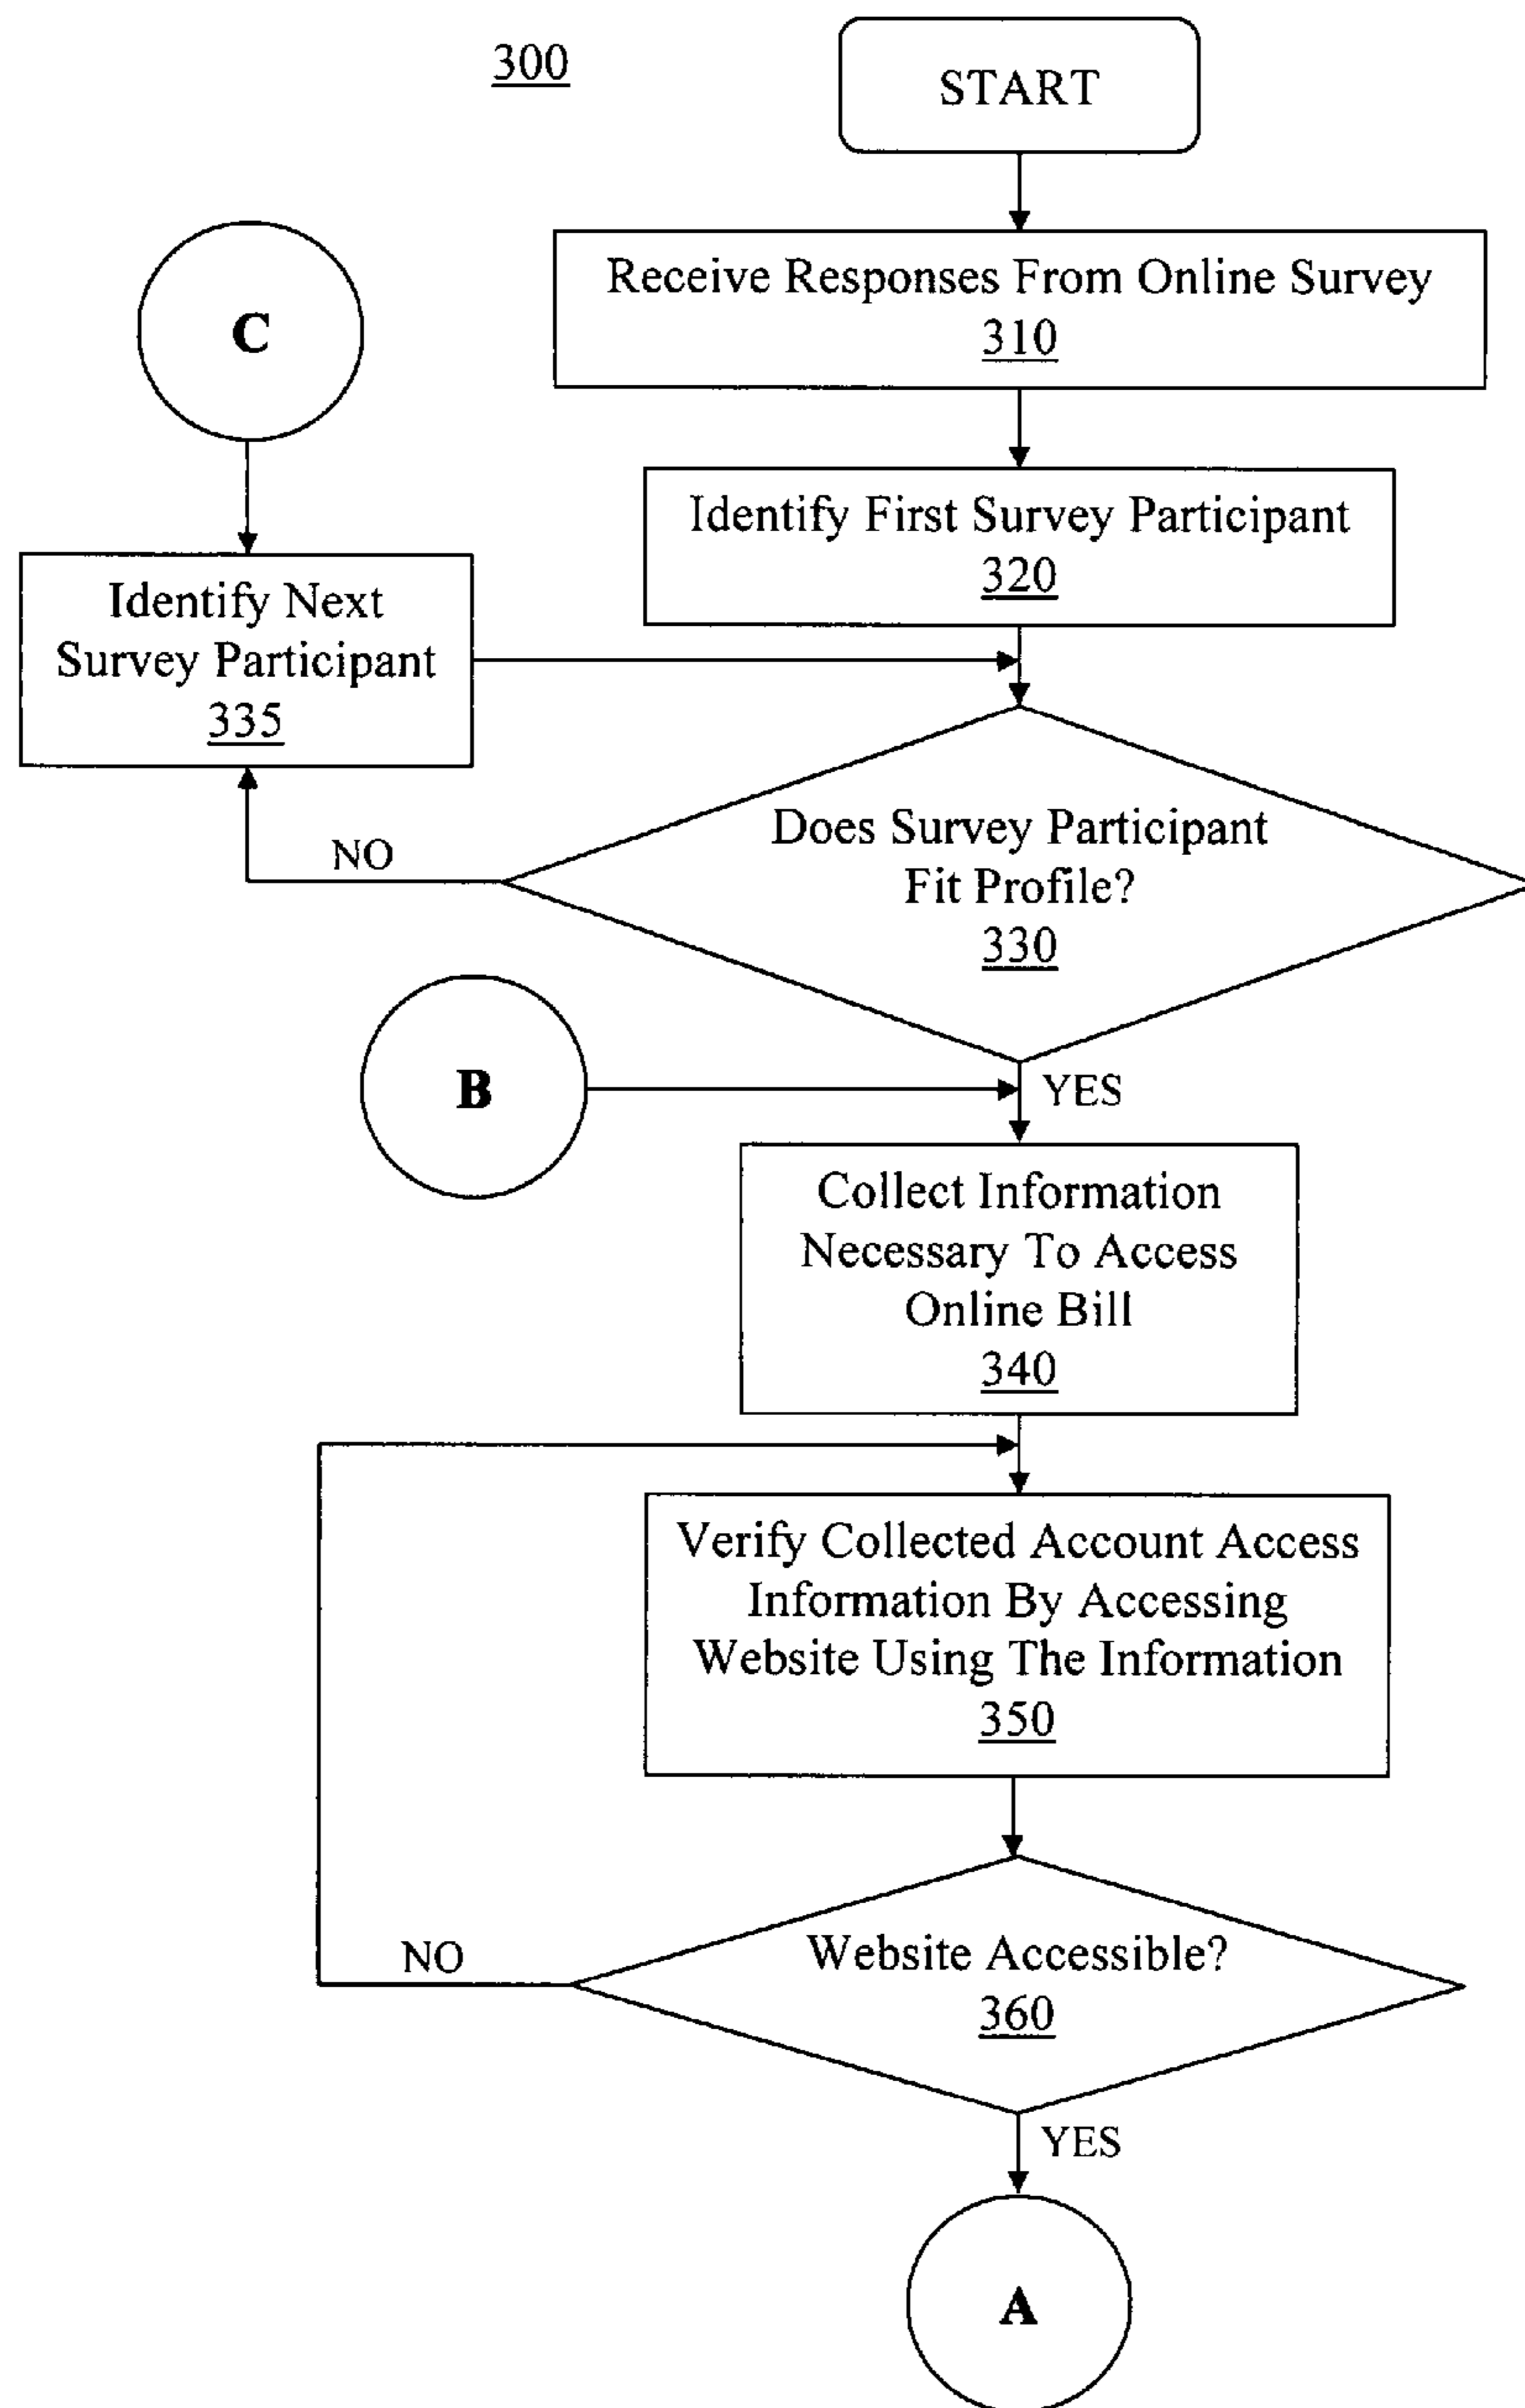 300
START
Receive Responses From Online Survey
310
C
Identify First Survey Participant
320
Identify Next
Survey Participant
335
Does Survey Participant
Fit Profile?
330
NO
B
YES
Collect Information
Necessary To Access
Online Bill
340
Verify Collected Account Access
Information By Accessing
Website Using The Information
350
Website Accessible?
360
NO
YES
A